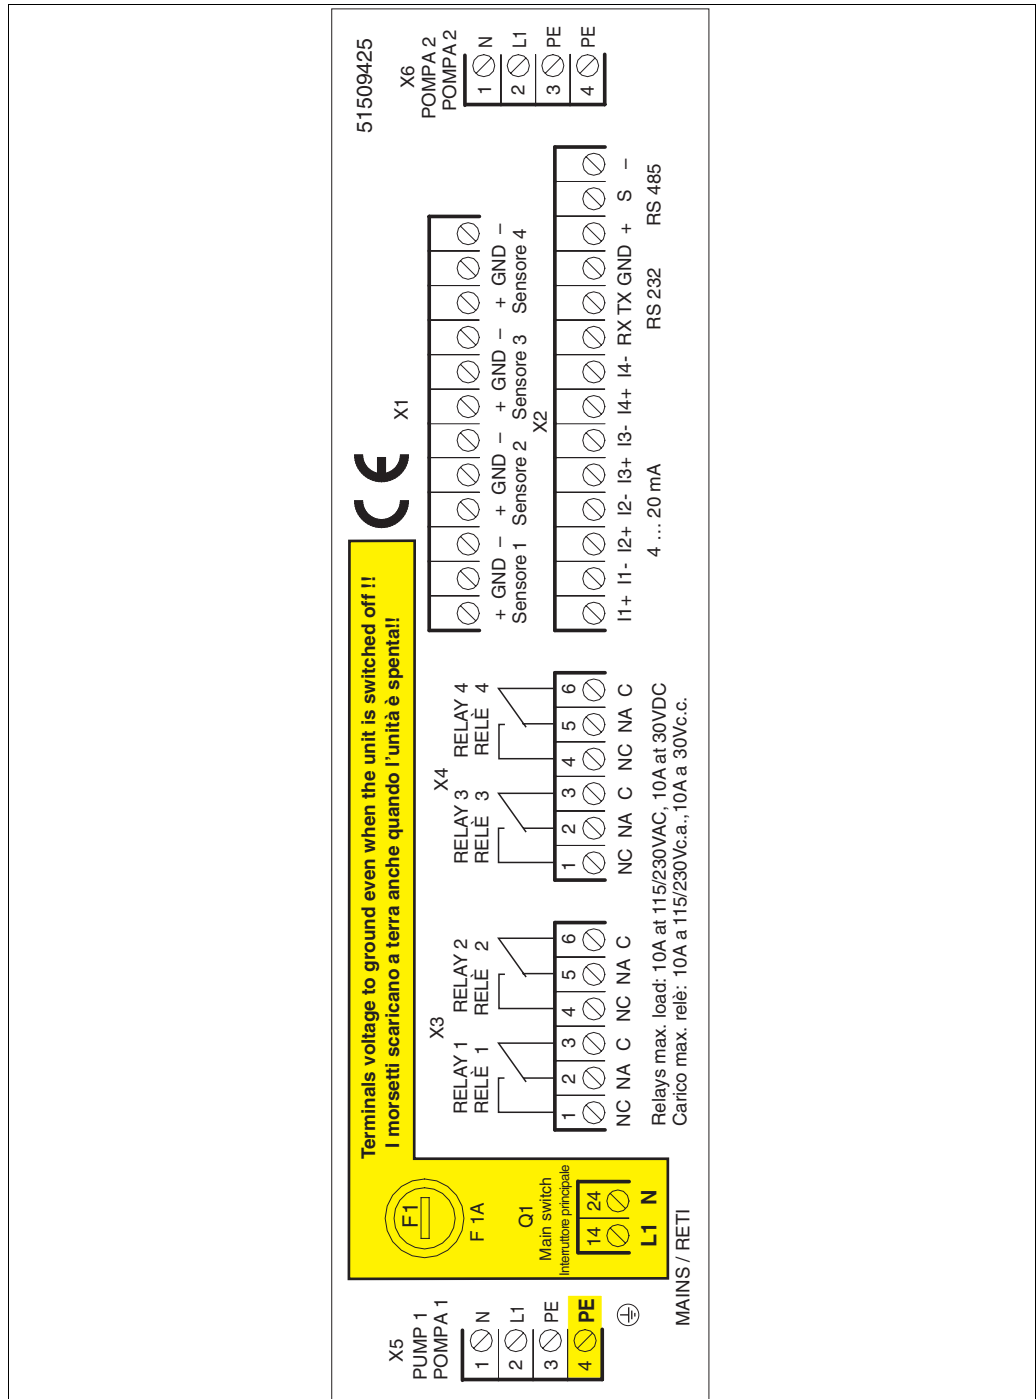 51509425
Terminals voltage to ground even when the unit is switched off !!
I morsetti scaricano a terra anche quando l'unità è spenta!!
CE
X5
PUMP 1
POMPA 1
1 N
2 L1
3 PE
4 PE
F1
F 1A
Q1
Main switch
Interruttore principale
14 24
L1 N
MAINS / RETI
X3
RELAY 1 RELAY 2
RELÈ 1 RELÈ 2
1 2 3 4 5 6
NC NA C NC NA C
X4
RELAY 3 RELAY 4
RELÈ 3 RELÈ 4
1 2 3 4 5 6
NC NA C NC NA C
Relays max. load: 10A at 115/230VAC, 10A at 30VDC
Carico max. relè: 10A a 115/230Vc.a., 10A a 30Vc.c.
X1
+ GND - + GND - + GND - + GND -
Sensore 1 Sensore 2 Sensore 3 Sensore 4
X2
I1+ I1- I2+ I2- I3+ I3- I4+ I4- RX TX GND + S -
4 ... 20 mA RS 232 RS 485
X6
POMPA 2
POMPA 2
1 N
2 L1
3 PE
4 PE